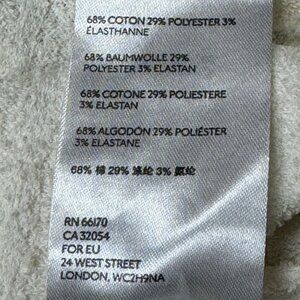 68% COTON 29% POLYESTER 3%
ÉLASTHANNE
68% BAUMWOLLE 29%
POLYESTER 3% ELASTAN
68% COTONE 29% POLIESTERE
3% ELASTAN
68% ALGODÓN 29% POLIÉSTER
3% ELASTANE
68% 棉 29% 涤纶 3% 氨纶
RN 66170
CA 32054
FOR EU
24 WEST STREET
LONDON, WC2H9NA